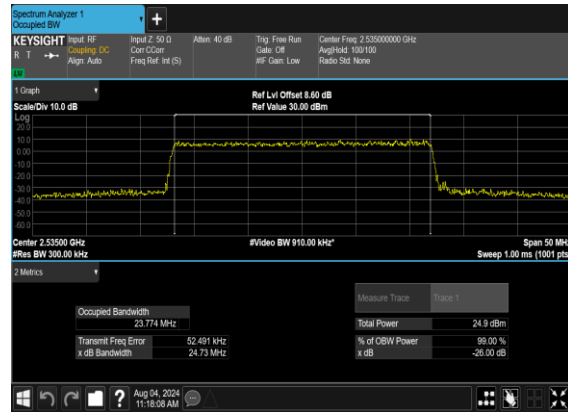 Spectrum Analyzer 1
Occupied BW
KEYSIGHT Input: RF Input Z: 50 Ω Atten: 40 dB Trig: Free Run Center Freq: 2.535000000 GHz
R T Coupling: DC Corr CCorr Gate: Off Avg|Hold: 100/100
Align: Auto Freq Ref: Int (S) #IF Gain: Low Radio Std: None
LW
1 Graph Ref Lvl Offset 8.60 dB
Scale/Div 10.0 dB Ref Value 30.00 dBm
Log
20.0
10.0
0.00
-10.0
-20.0
-30.0
-40.0
-50.0
-60.0
Center 2.53500 GHz #Video BW 910.00 kHz* Span 50 MHz
#Res BW 300.00 kHz Sweep 1.00 ms (1001 pts
2 Metrics
Measure Trace Trace 1
Occupied Bandwidth
23.774 MHz Total Power 24.9 dBm
Transmit Freq Error 52.491 kHz % of OBW Power 99.00 %
x dB Bandwidth 24.73 MHz x dB -26.00 dB
Aug 04, 2024
11:18:08 AM